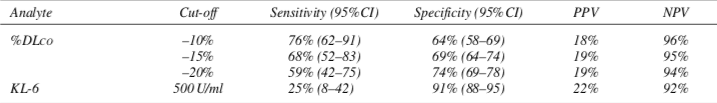 Analyte Cut-off Sensitivity (95%CI) Specificity (95%CI) PPV NPV
%DLCO –10% 76% (62–91) 64% (58–69) 18% 96%
–15% 68% (52–83) 69% (64–74) 19% 95%
–20% 59% (42–75) 74% (69–78) 19% 94%
KL-6 500 U/ml 25% (8–42) 91% (88–95) 22% 92%